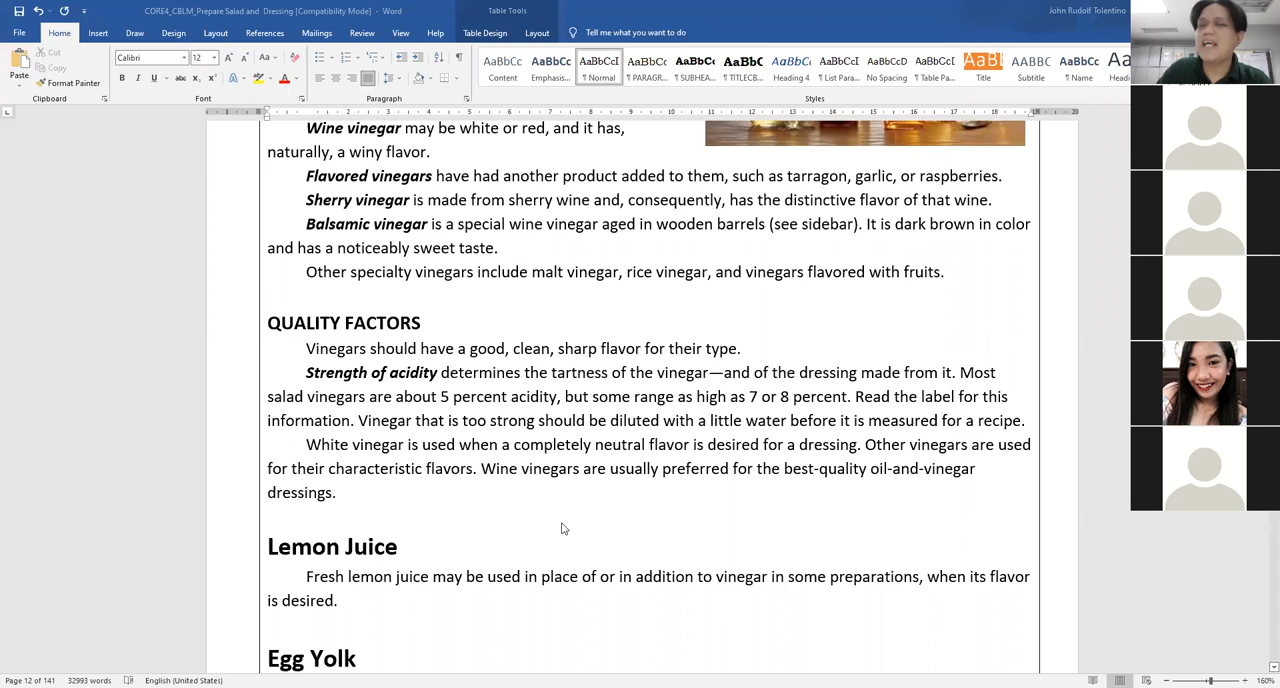 CORE4_CBLM_Prepare Salad and Dressing [Compatibility Mode] - Word
Table Tools
John Rudolf Tolentino
File Home Insert Draw Design Layout References Mailings Review View Help Table Design Layout Tell me what you want to do
Paste
Cut
Copy
Format Painter
Clipboard
Calibri 12
Font
Paragraph
AaBbCc AaBbCc AaBbCcI AaBbCc AaBbCc AaBbCc AaBbC AaBbCcI AaBbCcD AaBbCcD AaBl AABBC AaBbCc Aa
Content Emphasis... ¶ Normal ¶ PARAGR... ¶ SUBHEA... ¶ TITLECB... Heading 4 ¶ List Para... No Spacing ¶ Table Pa... Title Subtitle ¶ Name Headi
Styles
Wine vinegar may be white or red, and it has,
naturally, a winy flavor.
Flavored vinegars have had another product added to them, such as tarragon, garlic, or raspberries.
Sherry vinegar is made from sherry wine and, consequently, has the distinctive flavor of that wine.
Balsamic vinegar is a special wine vinegar aged in wooden barrels (see sidebar). It is dark brown in color
and has a noticeably sweet taste.
Other specialty vinegars include malt vinegar, rice vinegar, and vinegars flavored with fruits.
QUALITY FACTORS
Vinegars should have a good, clean, sharp flavor for their type.
Strength of acidity determines the tartness of the vinegar—and of the dressing made from it. Most
salad vinegars are about 5 percent acidity, but some range as high as 7 or 8 percent. Read the label for this
information. Vinegar that is too strong should be diluted with a little water before it is measured for a recipe.
White vinegar is used when a completely neutral flavor is desired for a dressing. Other vinegars are used
for their characteristic flavors. Wine vinegars are usually preferred for the best-quality oil-and-vinegar
dressings.
Lemon Juice
Fresh lemon juice may be used in place of or in addition to vinegar in some preparations, when its flavor
is desired.
Egg Yolk
Page 12 of 141 32993 words English (United States) 160%